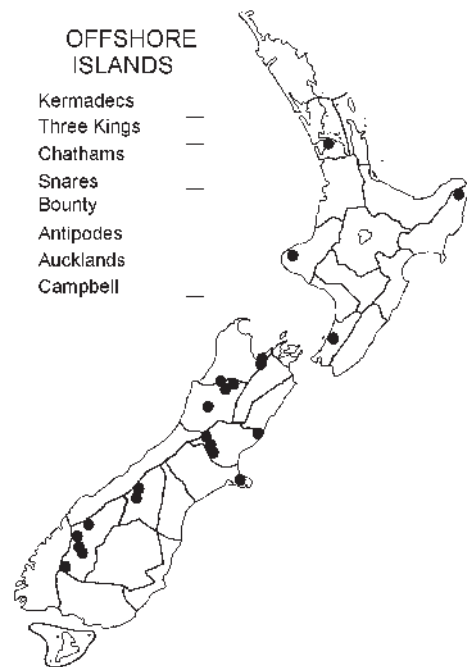 OFFSHORE
ISLANDS
Kermadecs
Three Kings
Chathams
Snares
Bounty
Antipodes
Aucklands
Campbell